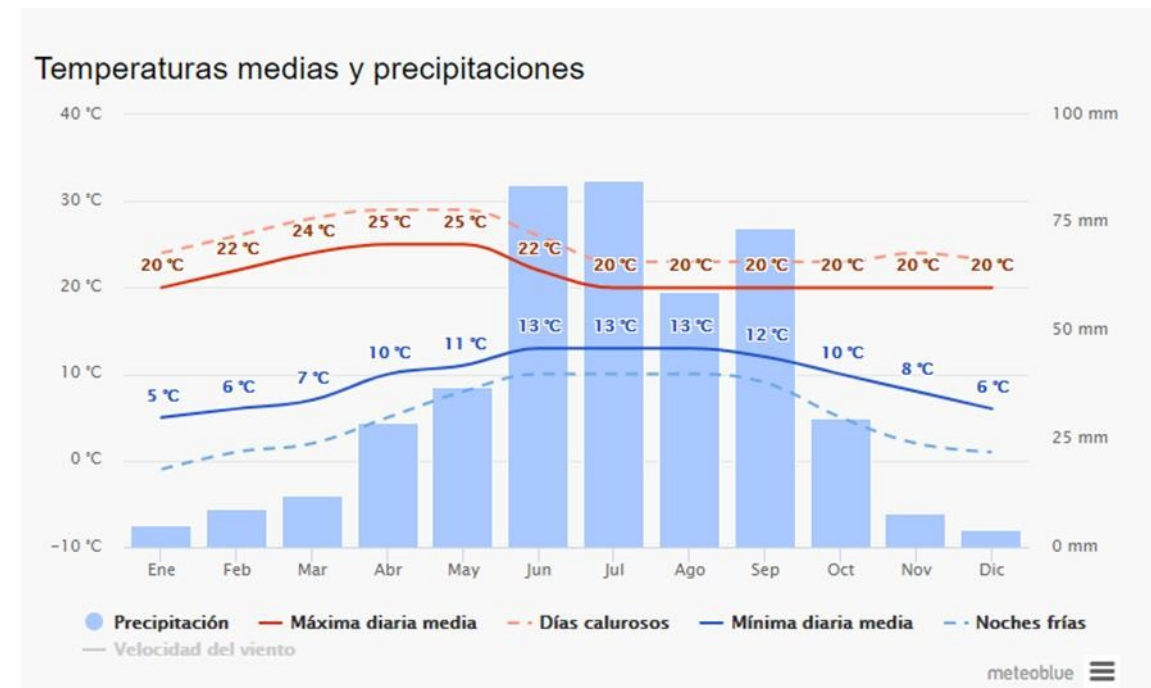 Temperaturas medias y precipitaciones
40 °C 100 mm
30 °C 75 mm
20 °C 22 °C 24 °C 25 °C 25 °C 22 °C 20 °C 20 °C 20 °C 20 °C 20 °C 20 °C
20 °C 50 mm
5 °C 6 °C 7 °C 10 °C 11 °C 13 °C 13 °C 13 °C 12 °C 10 °C 8 °C 6 °C
10 °C
0 °C 25 mm
-10 °C 0 mm
Ene Feb Mar Abr May Jun Jul Ago Sep Oct Nov Dic
Precipitación Máxima diaria media Días calurosos Mínima diaria media Noches frías
Velocidad del viento
meteoblue